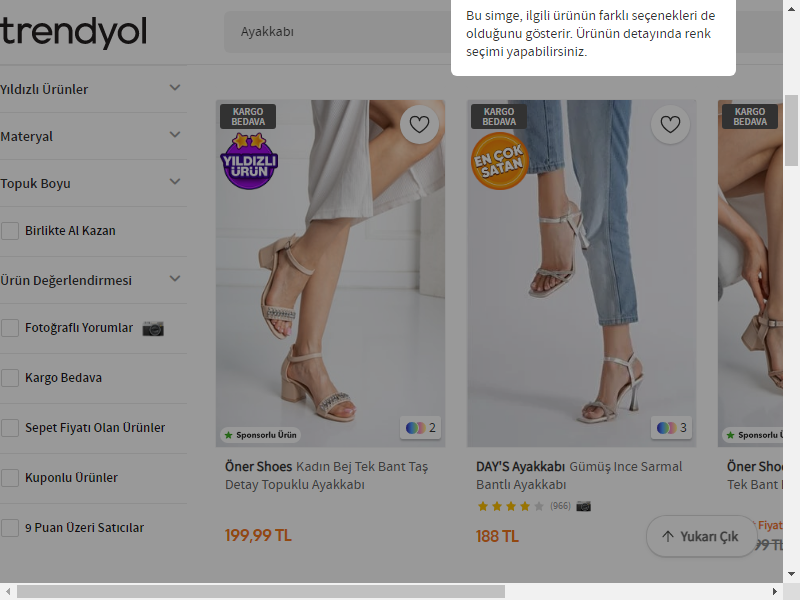 trendyol
Ayakkabı
Bu simge, ilgili ürünün farklı seçenekleri de
olduğunu gösterir. Ürünün detayında renk
seçimi yapabilirsiniz.
Yıldızlı Ürünler
Materyal
Topuk Boyu
Birlikte Al Kazan
Ürün Değerlendirmesi
Fotoğraflı Yorumlar
Kargo Bedava
Sepet Fiyatı Olan Ürünler
Kuponlu Ürünler
9 Puan Üzeri Satıcılar
KARGO
BEDAVA
YILDIZLI
ÜRÜN
Sponsorlu Ürün
2
Öner Shoes Kadın Bej Tek Bant Taş
Detay Topuklu Ayakkabı
199,99 TL
KARGO
BEDAVA
EN ÇOK
SATAN
3
DAY'S Ayakkabı Gümüş Ince Sarmal
Bantlı Ayakkabı
(966)
188 TL
KARGO
BEDAVA
Sponsorlu
Öner Sho
Tek Bant
Fiyat
99 TL
Yukarı Çık